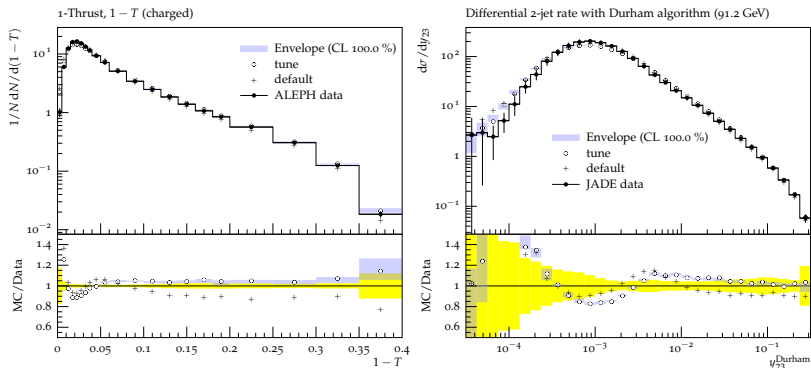 1-Thrust, 1 − T (charged)
1/N dN/d(1 − T)
10¹
1
10⁻¹
10⁻²
Envelope (CL 100.0 %)
tune
default
ALEPH data
MC/Data
1.4
1.2
1
0.8
0.6
0 0.05 0.1 0.15 0.2 0.25 0.3 0.35 0.4
1 − T
Differential 2-jet rate with Durham algorithm (91.2 GeV)
dσ/dy₂₃
10²
10¹
1
10⁻¹
Envelope (CL 100.0 %)
tune
default
JADE data
MC/Data
1.4
1.2
1
0.8
0.6
10⁻⁴ 10⁻³ 10⁻² 10⁻¹
y₂₃ᴰᵘʳʰᵃᵐ